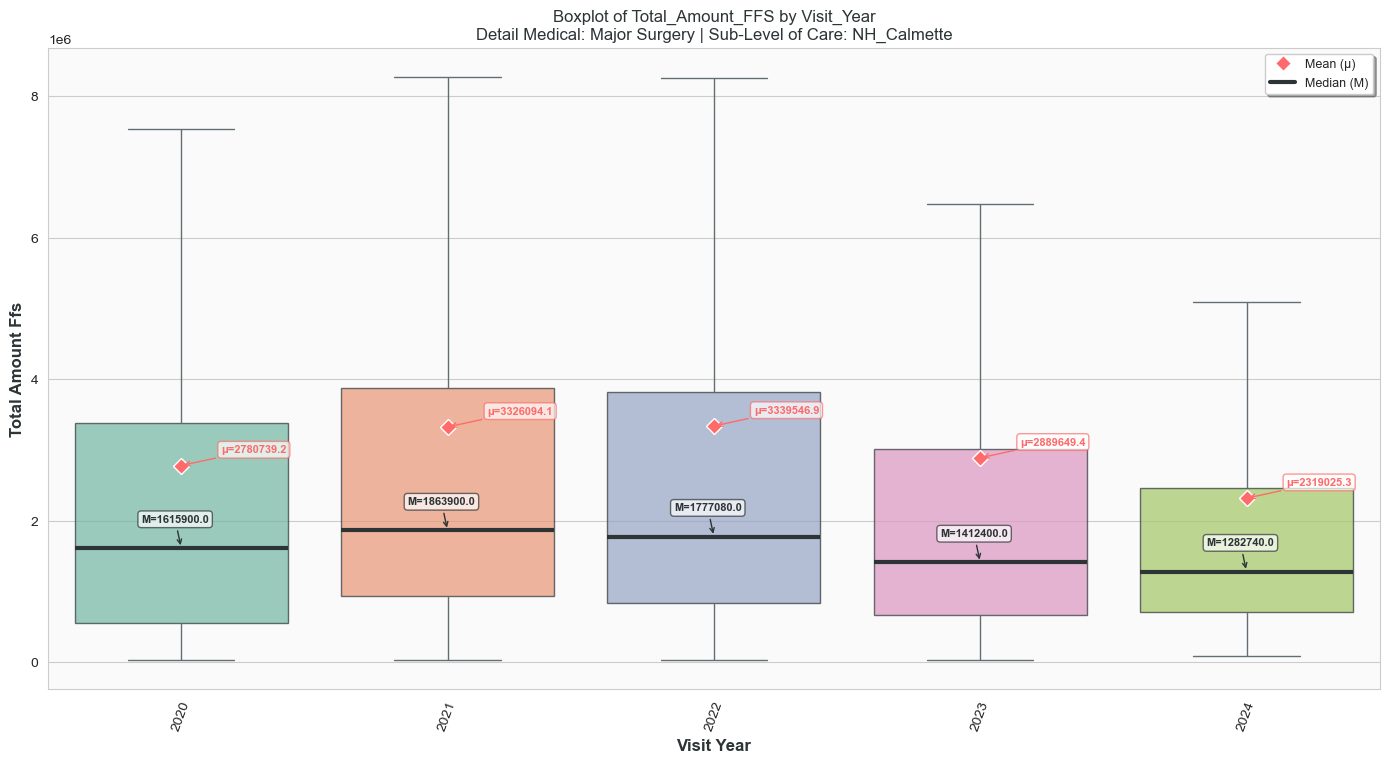 Boxplot of Total_Amount_FFS by Visit_Year
Detail Medical: Major Surgery | Sub-Level of Care: NH_Calmette
1e6
Mean (μ)
Median (M)
8
6
4
2
0
Total Amount Ffs
μ=2780739.2
M=1615900.0
μ=3326094.1
M=1863900.0
μ=3339546.9
M=1777080.0
μ=2889649.4
M=1412400.0
μ=2319025.3
M=1282740.0
2020
2021
2022
2023
2024
Visit Year